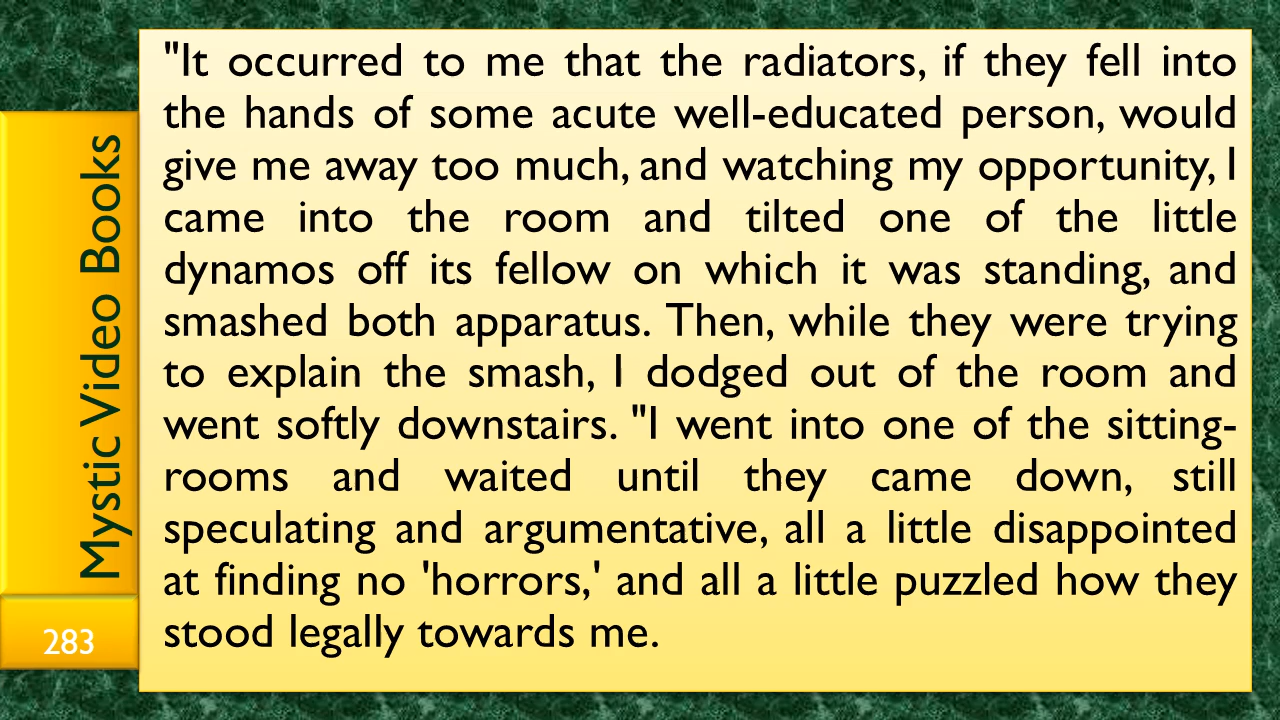 "It occurred to me that the radiators, if they fell into
the hands of some acute well-educated person, would
give me away too much, and watching my opportunity, I
came into the room and tilted one of the little
dynamos off its fellow on which it was standing, and
smashed both apparatus. Then, while they were trying
to explain the smash, I dodged out of the room and
went softly downstairs. "I went into one of the sitting-
rooms and waited until they came down, still
speculating and argumentative, all a little disappointed
at finding no 'horrors,' and all a little puzzled how they
stood legally towards me.
Mystic Video Books
283